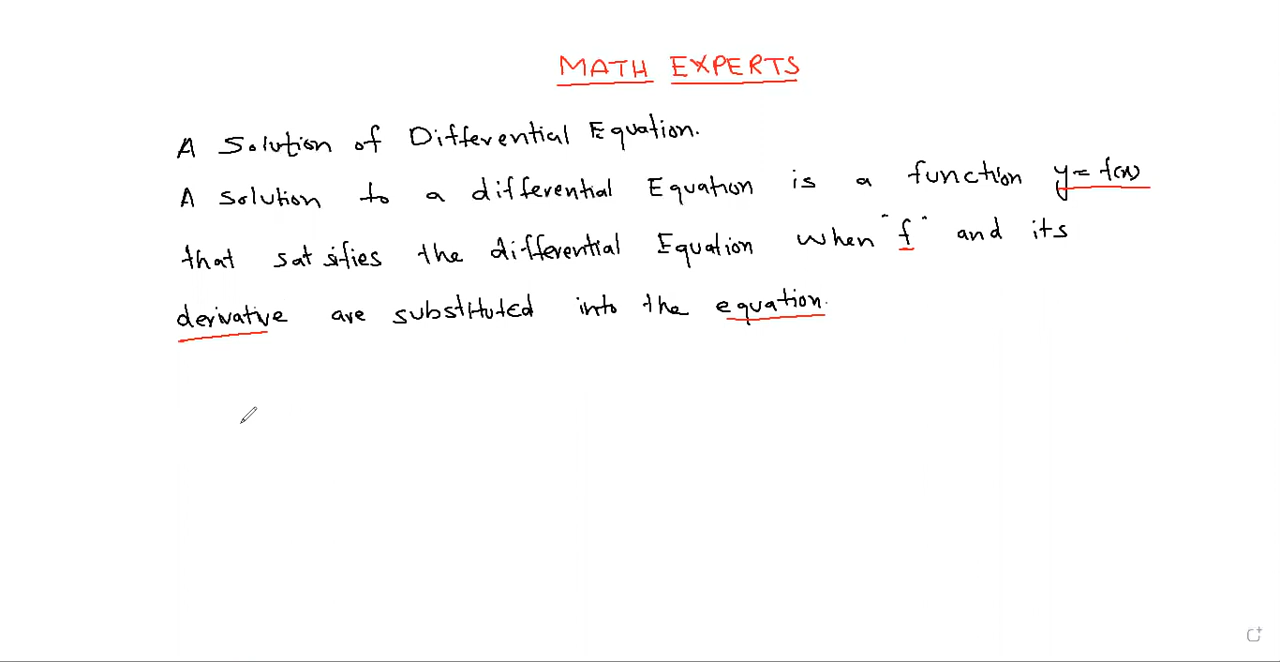 MATH EXPERTS
A Solution of Differential Equation.
A solution to a differential Equation is a function y = f(x)
that satisfies the differential Equation when "f" and its
derivative are substituted into the equation.